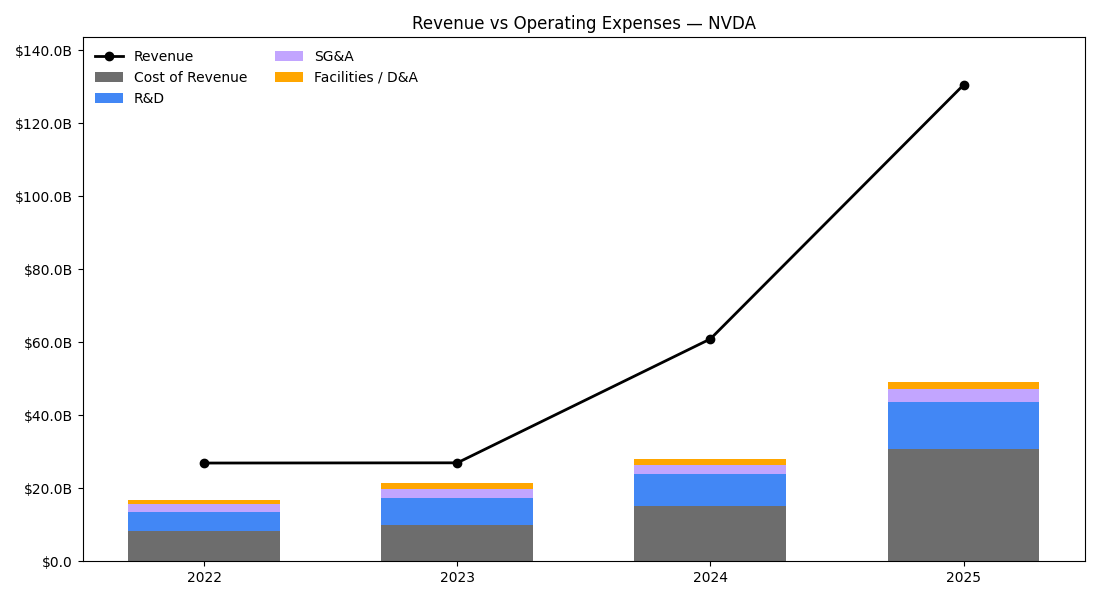 Revenue vs Operating Expenses — NVDA
Revenue
Cost of Revenue
R&D
SG&A
Facilities / D&A
$140.0B
$120.0B
$100.0B
$80.0B
$60.0B
$40.0B
$20.0B
$0.0
2022 2023 2024 2025